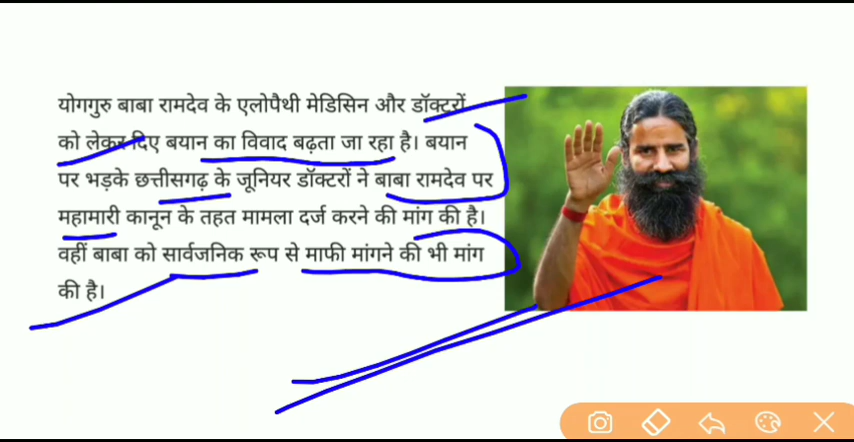 योगगुरु बाबा रामदेव के एलोपैथी मेडिसिन और डॉक्टरों
को लेकर दिए बयान का विवाद बढ़ता जा रहा है। बयान
पर भड़के छत्तीसगढ़ के जूनियर डॉक्टरों ने बाबा रामदेव पर
महामारी कानून के तहत मामला दर्ज करने की मांग की है।
वहीं बाबा को सार्वजनिक रूप से माफी मांगने की भी मांग
की है।